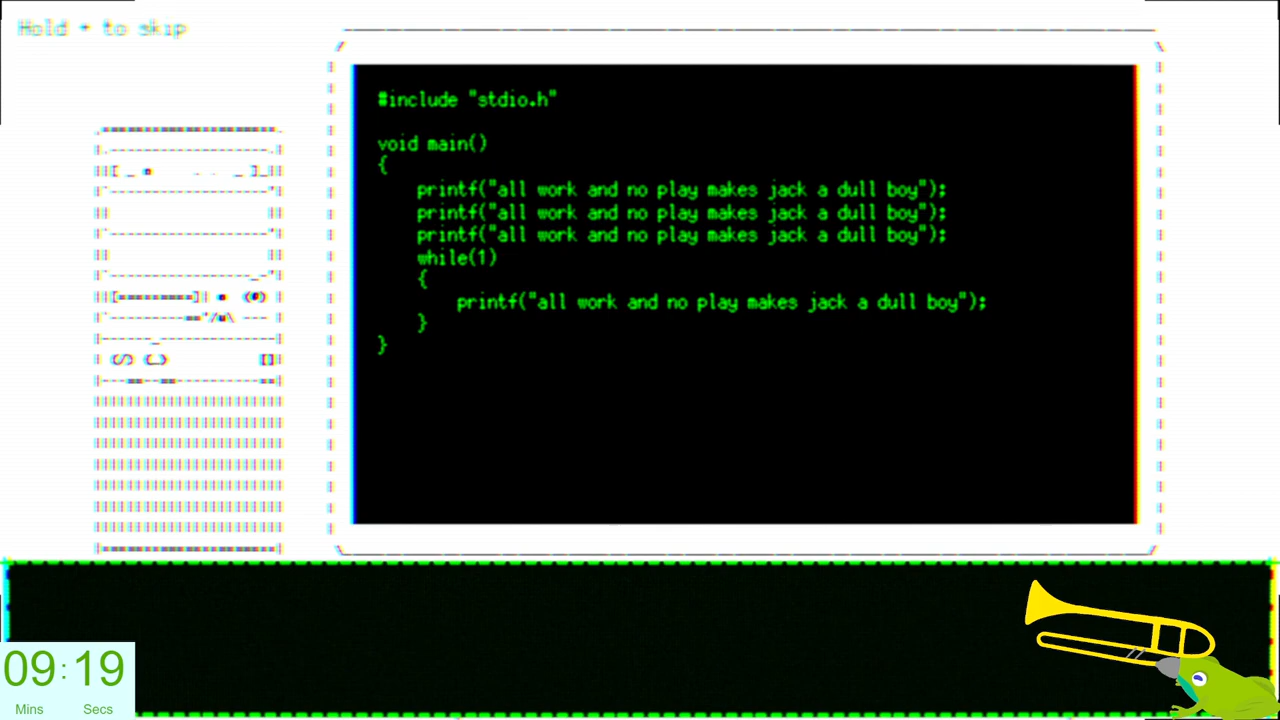 Hold + to skip
#include "stdio.h"
void main()
{
printf("all work and no play makes jack a dull boy");
printf("all work and no play makes jack a dull boy");
printf("all work and no play makes jack a dull boy");
while(1)
{
printf("all work and no play makes jack a dull boy");
}
}
S C
09:19
Mins Secs